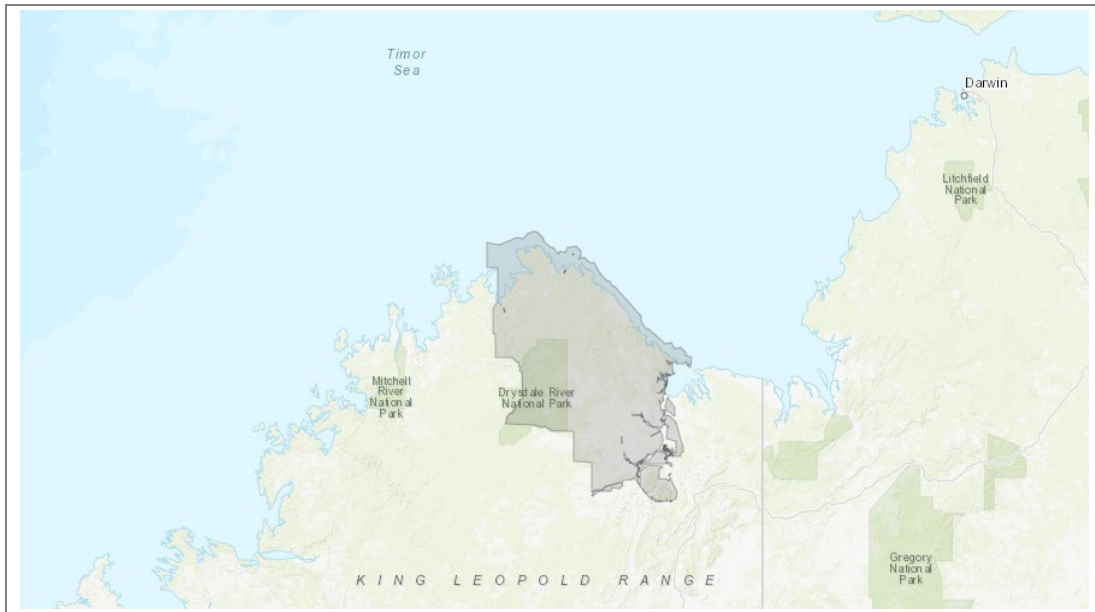 Timor
Sea
Darwin
Litchfield
National
Park
Mitchell
River
National
Park
Drysdale River
National Park
Gregory
National
Park
KING LEOPOLD RANGE